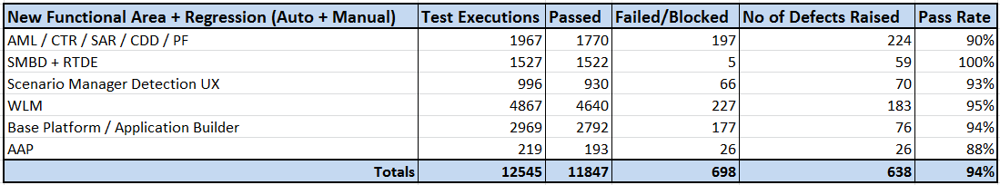 New Functional Area + Regression (Auto + Manual) Test Executions Passed Failed/Blocked No of Defects Raised Pass Rate
AML / CTR / SAR / CDD / PF 1967 1770 197 224 90%
SMBD + RTDE 1527 1522 5 59 100%
Scenario Manager Detection UX 996 930 66 70 93%
WLM 4867 4640 227 183 95%
Base Platform / Application Builder 2969 2792 177 76 94%
AAP 219 193 26 26 88%
Totals 12545 11847 698 638 94%